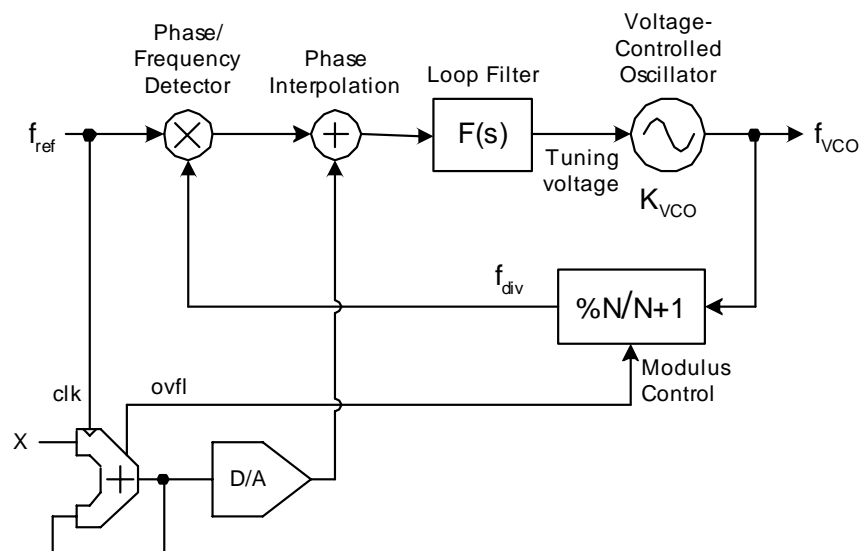 Phase/
Frequency
Detector
Phase
Interpolation
Loop Filter
Voltage-
Controlled
Oscillator
f_ref
F(s)
f_VCO
Tuning
voltage
K_VCO
f_div
%N/N+1
Modulus
Control
clk
ovfl
X
D/A